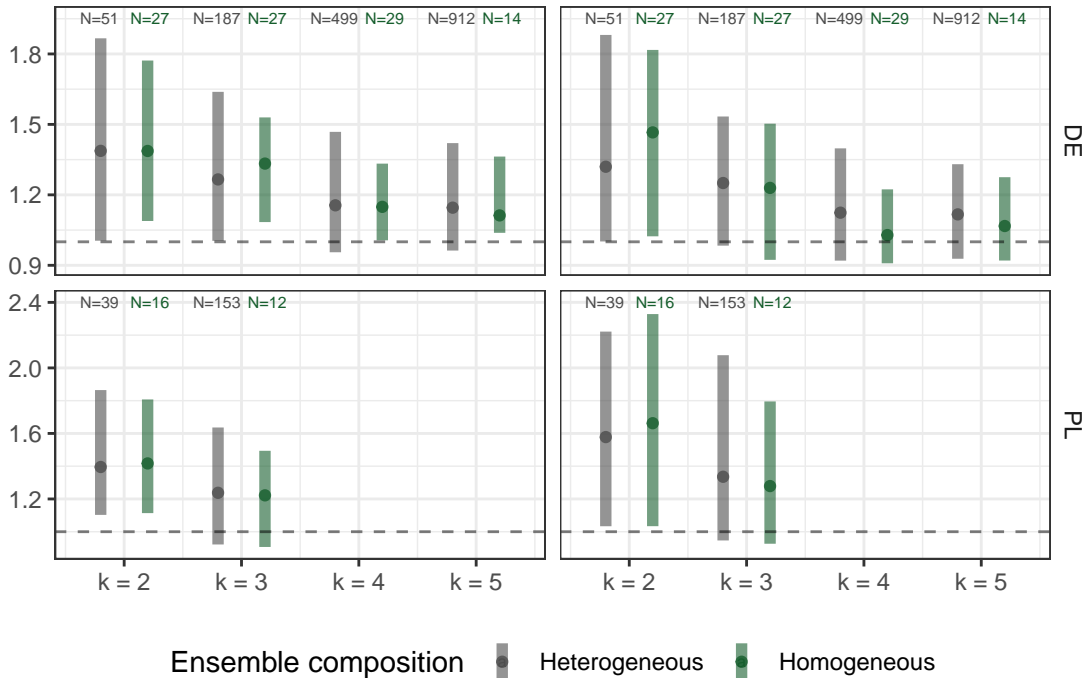 N=51 N=27 N=187 N=27 N=499 N=29 N=912 N=14
N=51 N=27 N=187 N=27 N=499 N=29 N=912 N=14
1.8
1.5
1.2
0.9
DE
N=39 N=16 N=153 N=12
N=39 N=16 N=153 N=12
2.4
2.0
1.6
1.2
PL
k = 2 k = 3 k = 4 k = 5
k = 2 k = 3 k = 4 k = 5
Ensemble composition Heterogeneous Homogeneous